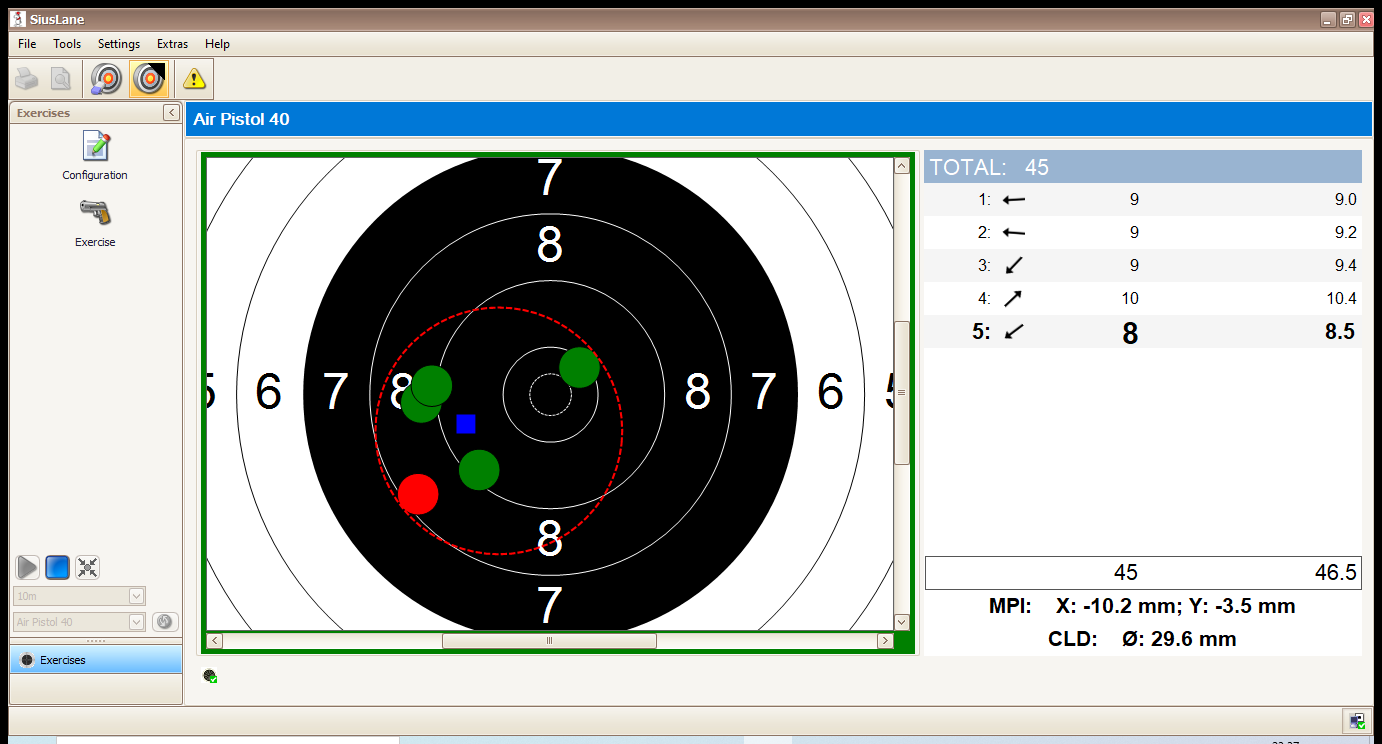 SiusLane
File Tools Settings Extras Help
Exercises
Configuration
Exercise
10m
Air Pistol 40
Exercises
Air Pistol 40
7
8
5 6 7 8 8 7 6 5
8
7
TOTAL: 45
1: 9 9.0
2: 9 9.2
3: 9 9.4
4: 10 10.4
5: 8 8.5
45 46.5
MPI: X: -10.2 mm; Y: -3.5 mm
CLD: Ø: 29.6 mm